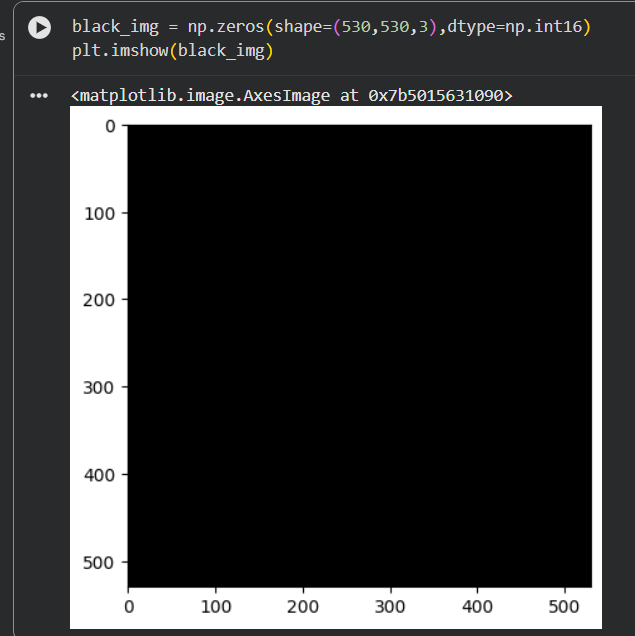 s
black_img = np.zeros(shape=(530,530,3),dtype=np.int16)
plt.imshow(black_img)
<matplotlib.image.AxesImage at 0x7b5015631090>
0
100
200
300
400
500
0 100 200 300 400 500